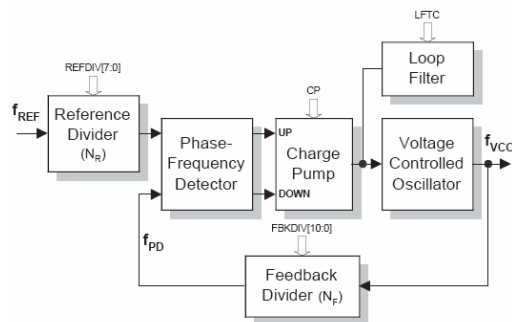 LFTC
Loop
Filter
REFDIV[7:0]
CP
fREF
Reference
Divider
(NR)
Phase-
Frequency
Detector
UP
DOWN
Charge
Pump
Voltage
Controlled
Oscillator
fVCO
fPD
FBKDIV[10:0]
Feedback
Divider (NF)